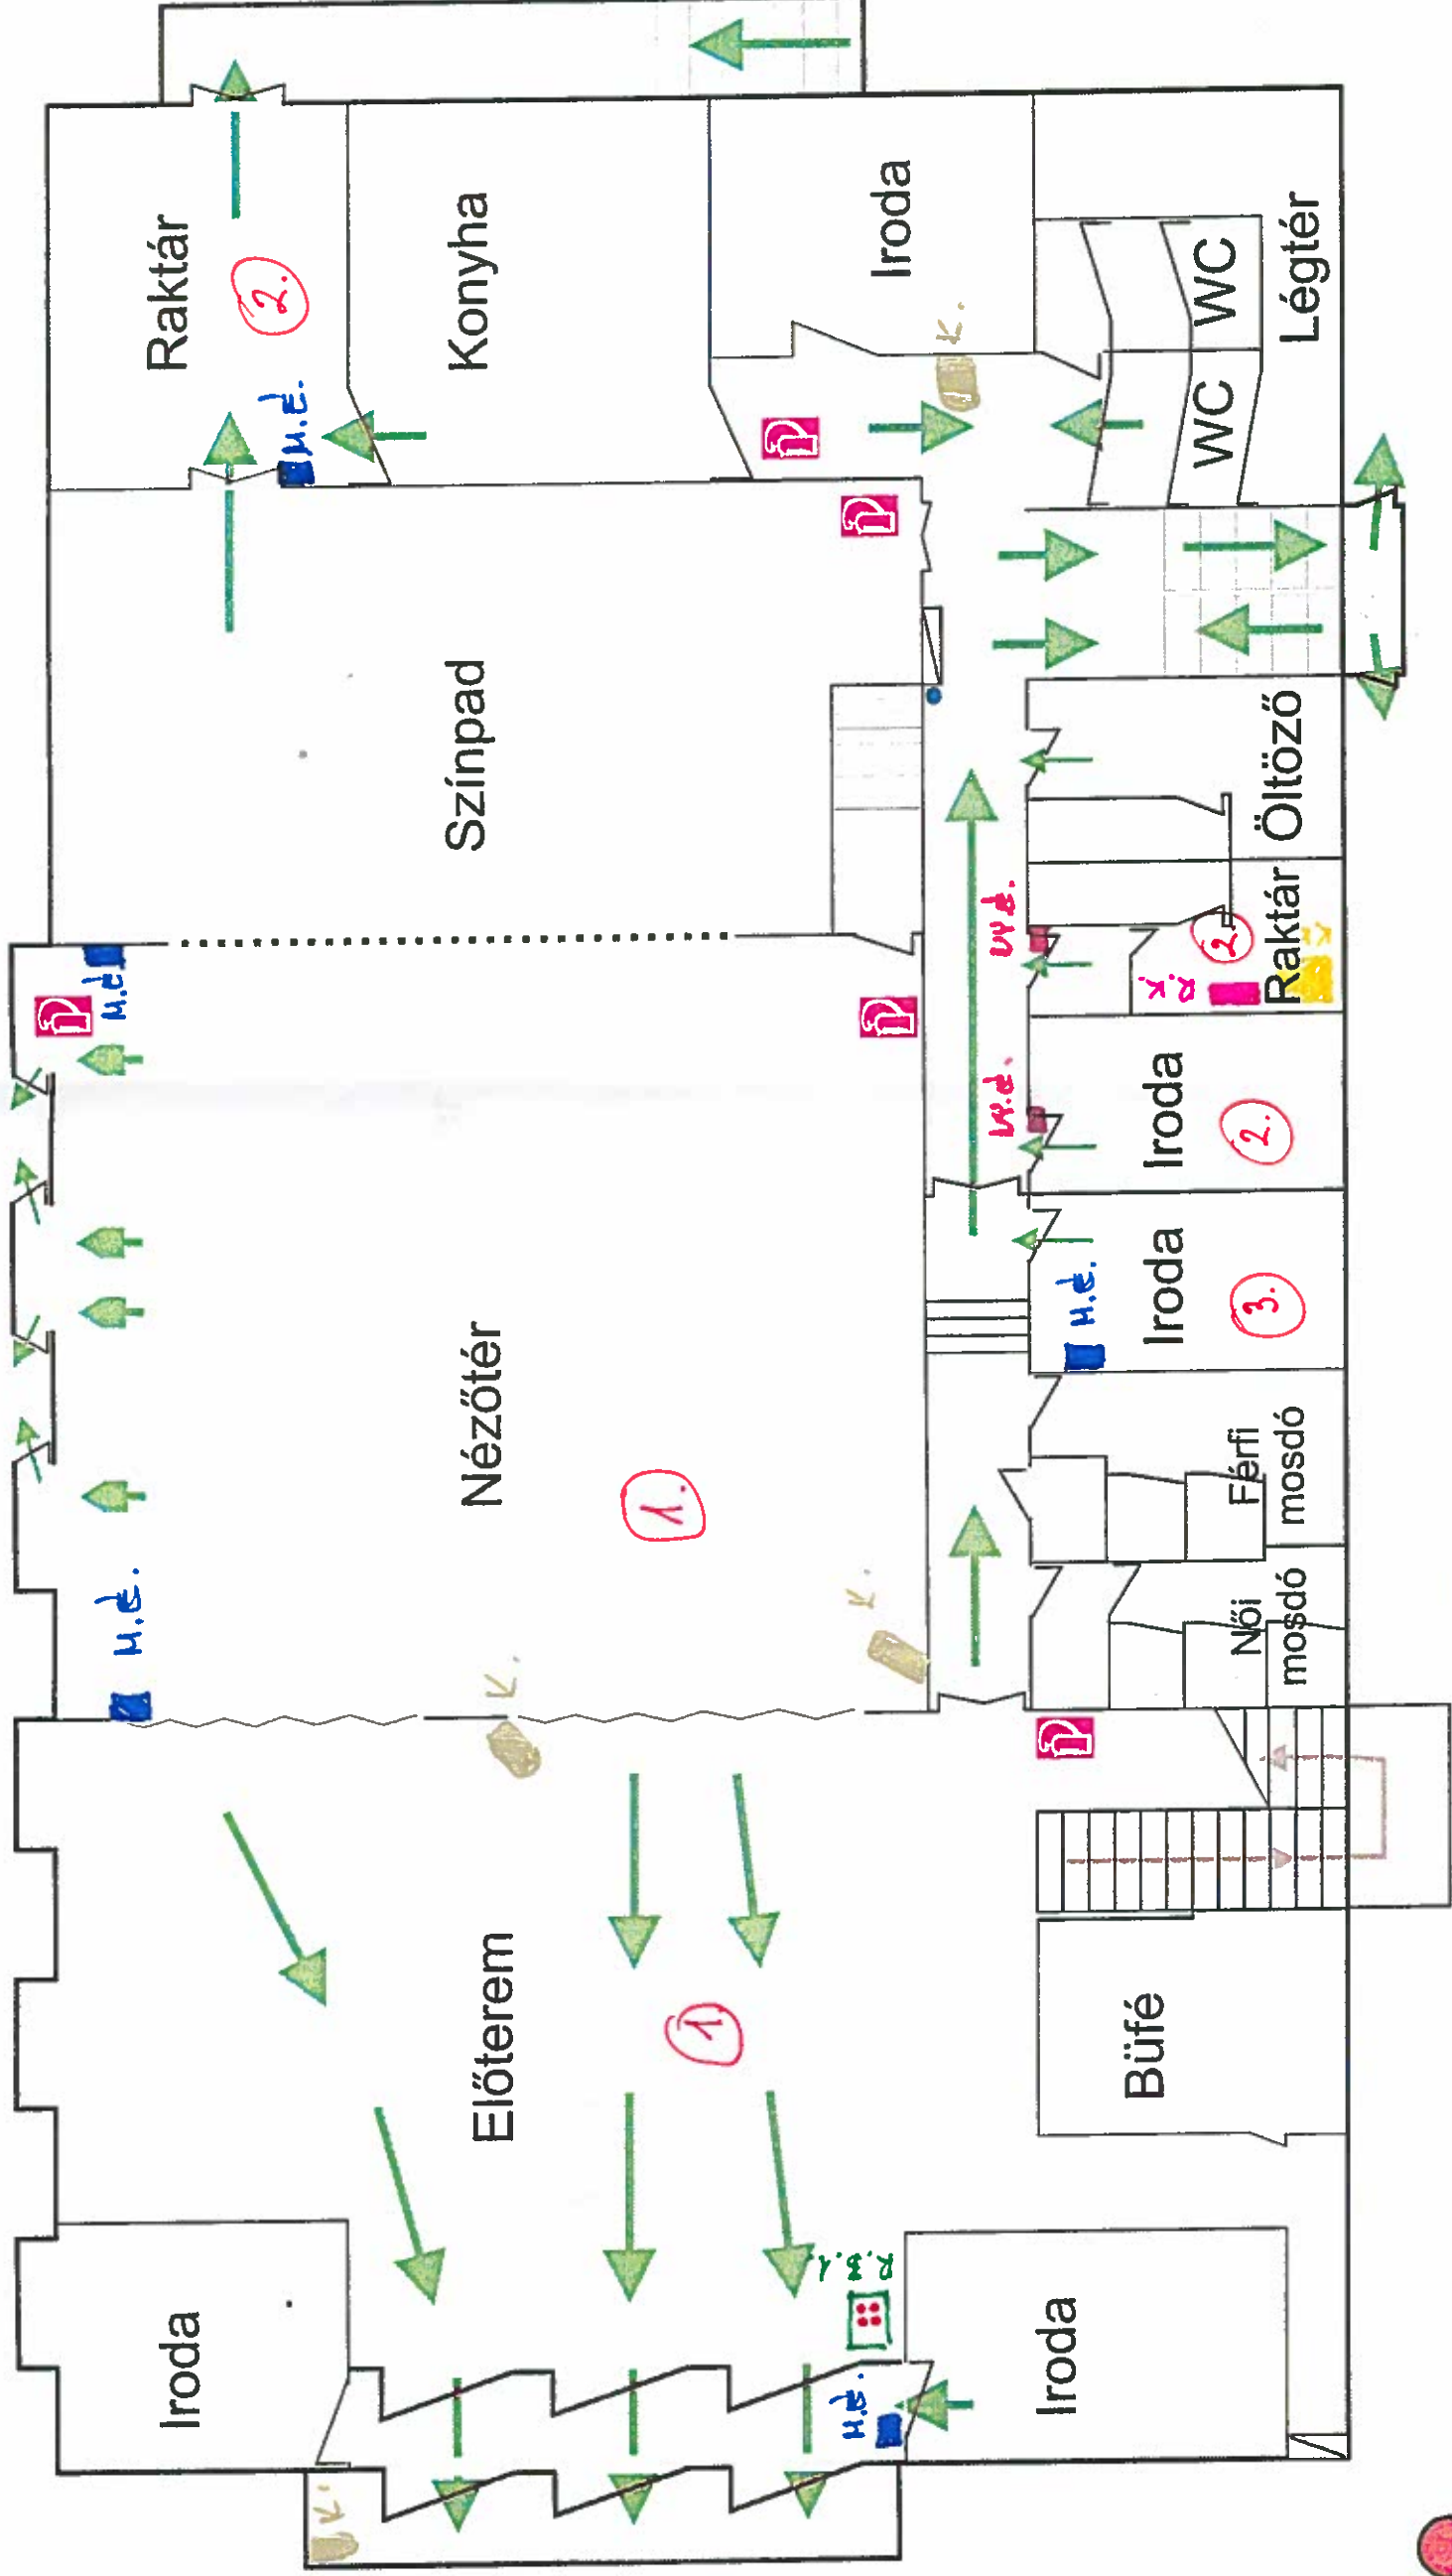 Raktár
2.
M.É.
Konyha
Iroda
K.
WC
WC
Légtér
Színpad
Öltöző
Raktár
2
R.K.
K
M.É.
M.É.
M.É.
Iroda
2.
Iroda
3.
M.É.
Nézőtér
1.
M.É.
K.
K.
Férfi
mosdó
Női
mosdó
Előterem
1
Büfé
Iroda
Iroda
M.É.
K.